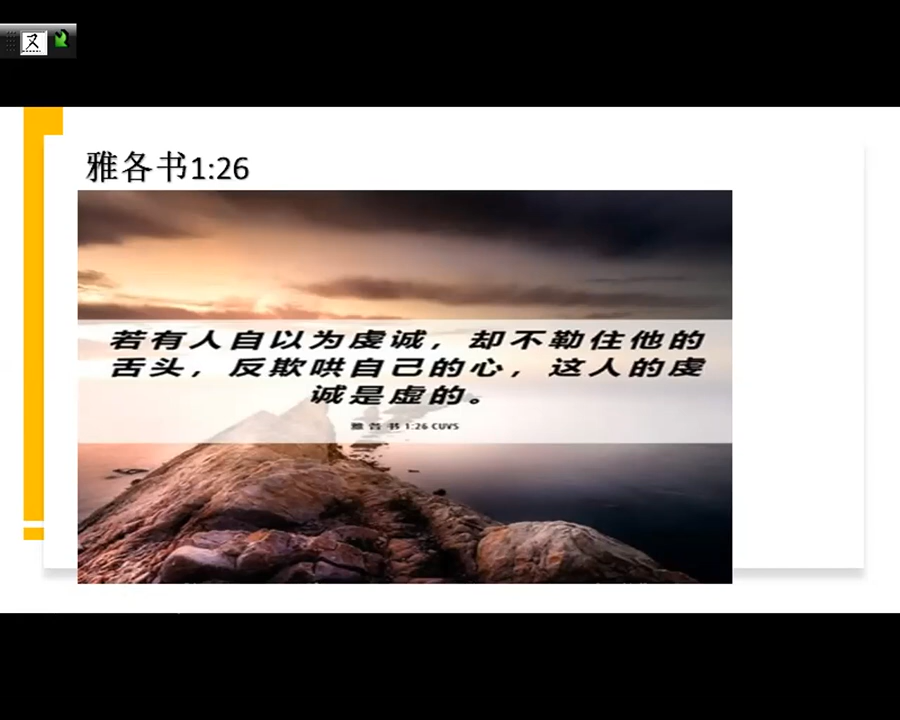 又
雅各书1:26
若有人自以为虔诚，却不勒住他的
舌头，反欺哄自己的心，这人的虔
诚是虚的。
雅各书 1:26 CUVS